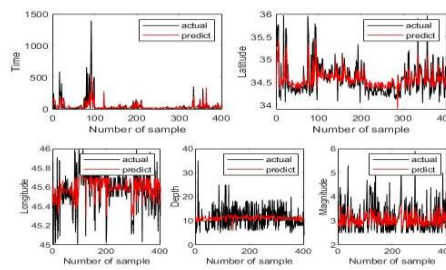 1500
1000
500
0
Time
actual
predict
0 100 200 300 400
Number of sample
36
35.5
35
34.5
34
Latitude
actual
predict
0 100 200 300 400
Number of sample
46
45.8
45.6
45.4
45.2
45
Longitude
actual
predict
0 200 400
Number of sample
40
30
20
10
0
Depth
actual
predict
0 200 400
Number of sample
6
5
4
3
2
Magnitude
actual
predict
0 200 400
Number of sample